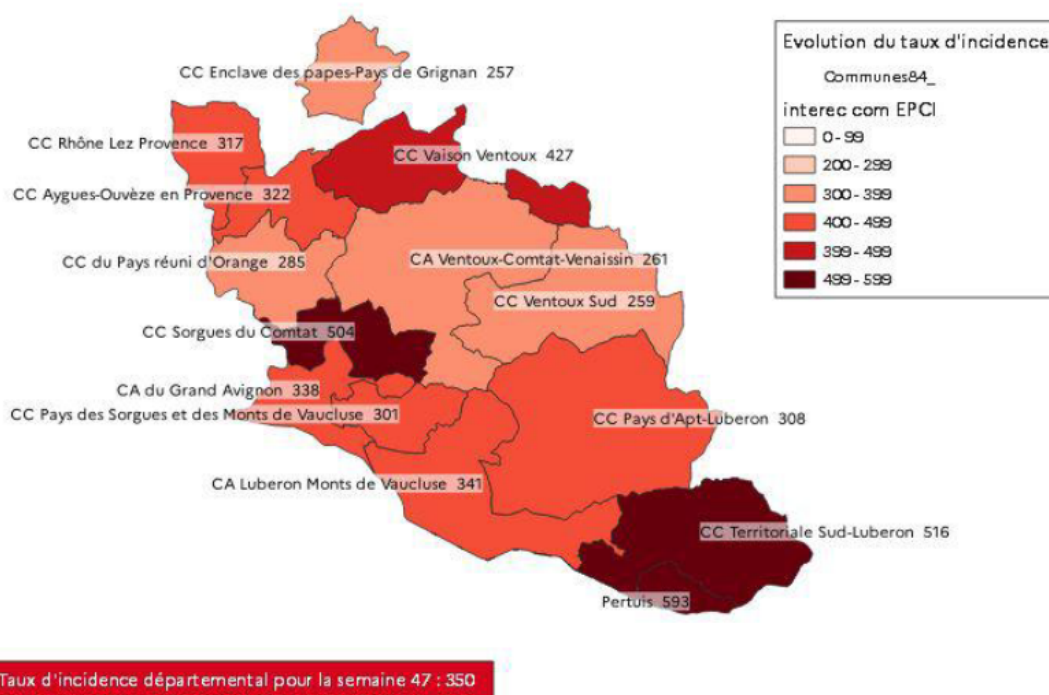 Evolution du taux d'incidence
Communes84_
interec com EPCI
0 - 99
200 - 299
300 - 399
400 - 499
399 - 499
499 - 599
CC Enclave des papes-Pays de Grignan 257
CC Rhône Lez Provence 317
CC Vaison Ventoux 427
CC Aygues-Ouvèze en Provence 322
CC du Pays réuni d'Orange 285
CA Ventoux-Comtat-Venaissin 261
CC Ventoux Sud 259
CC Sorgues du Comtat 504
CA du Grand Avignon 338
CC Pays des Sorgues et des Monts de Vaucluse 301
CC Pays d'Apt-Luberon 308
CA Luberon Monts de Vaucluse 341
CC Territoriale Sud-Luberon 516
Pertuis 593
Taux d'incidence départemental pour la semaine 47 : 350